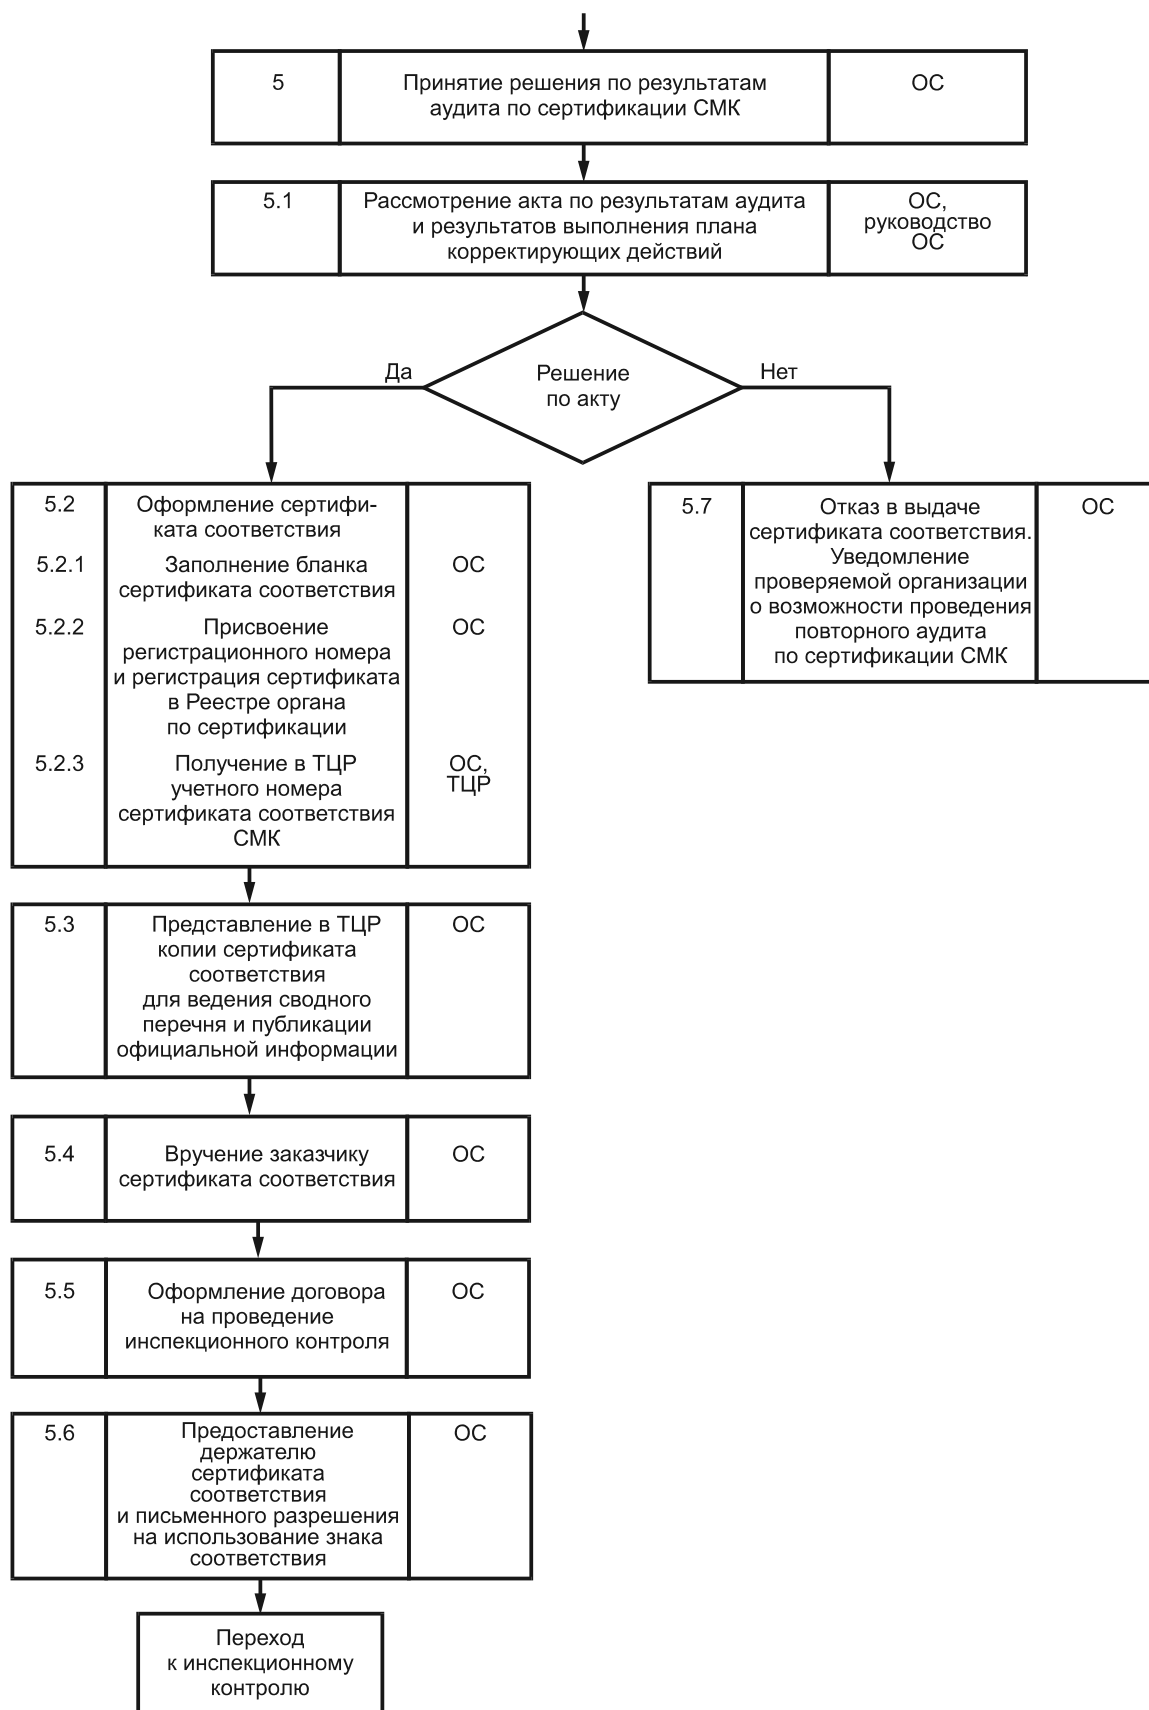 5
Принятие решения по результатам
аудита по сертификации СМК
ОС
5.1
Рассмотрение акта по результатам аудита
и результатов выполнения плана
корректирующих действий
ОС,
руководство
ОС
Решение
по акту
Да
Нет
5.2
Оформление сертифи-
ката соответствия
5.2.1
Заполнение бланка
сертификата соответствия
ОС
5.2.2
Присвоение
регистрационного номера
и регистрация сертификата
в Реестре органа
по сертификации
ОС
5.2.3
Получение в ТЦР
учетного номера
сертификата соответствия
СМК
ОС,
ТЦР
5.7
Отказ в выдаче
сертификата соответствия.
Уведомление
проверяемой организации
о возможности проведения
повторного аудита
по сертификации СМК
ОС
5.3
Представление в ТЦР
копии сертификата
соответствия
для ведения сводного
перечня и публикации
официальной информации
ОС
5.4
Вручение заказчику
сертификата соответствия
ОС
5.5
Оформление договора
на проведение
инспекционного контроля
ОС
5.6
Предоставление
держателю
сертификата
соответствия
и письменного разрешения
на использование знака
соответствия
ОС
Переход
к инспекционному
контролю